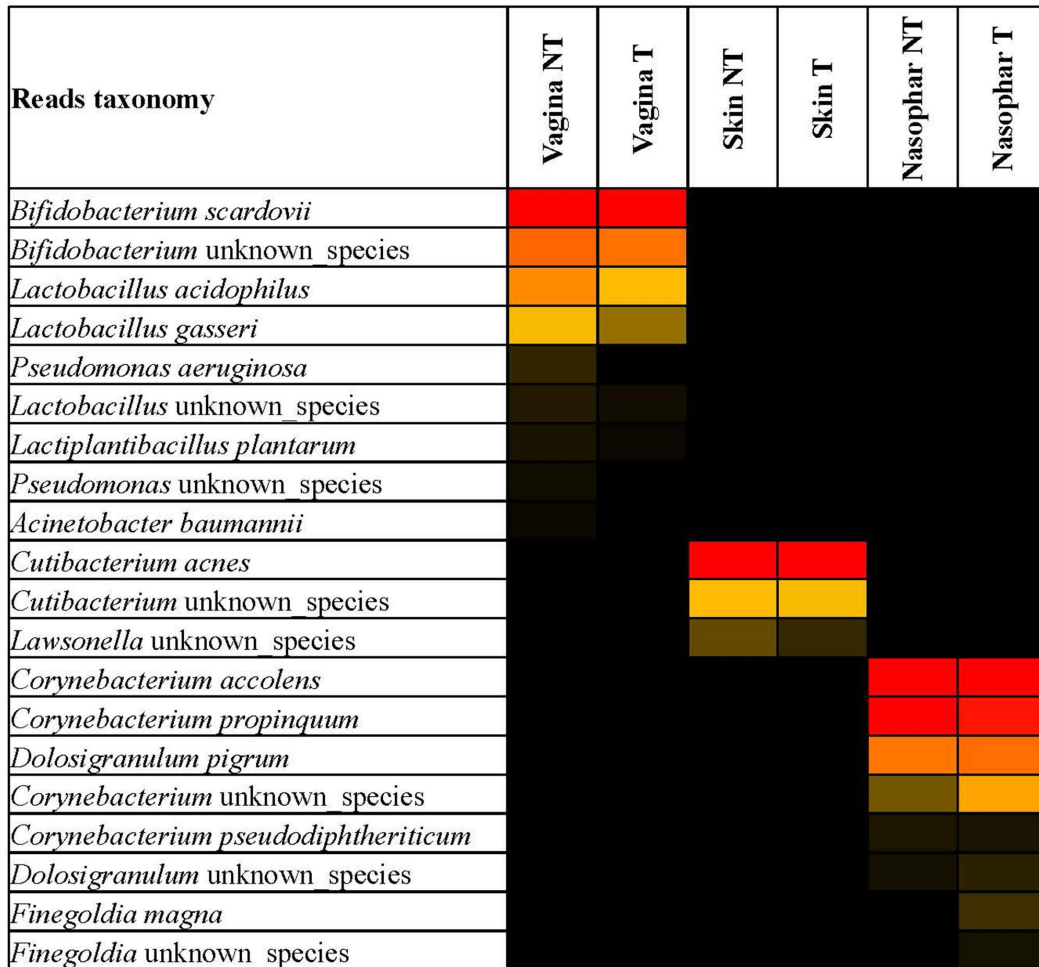 Reads taxonomy
Vagina NT
Vagina T
Skin NT
Skin T
Nasophar NT
Nasophar T
Bifidobacterium scardovii
Bifidobacterium unknown_species
Lactobacillus acidophilus
Lactobacillus gasseri
Pseudomonas aeruginosa
Lactobacillus unknown_species
Lactiplantibacillus plantarum
Pseudomonas unknown_species
Acinetobacter baumannii
Cutibacterium acnes
Cutibacterium unknown_species
Lawsonella unknown_species
Corynebacterium accolens
Corynebacterium propinquum
Dolosigranulum pigrum
Corynebacterium unknown_species
Corynebacterium pseudodiphtheriticum
Dolosigranulum unknown_species
Finegoldia magna
Finegoldia unknown_species